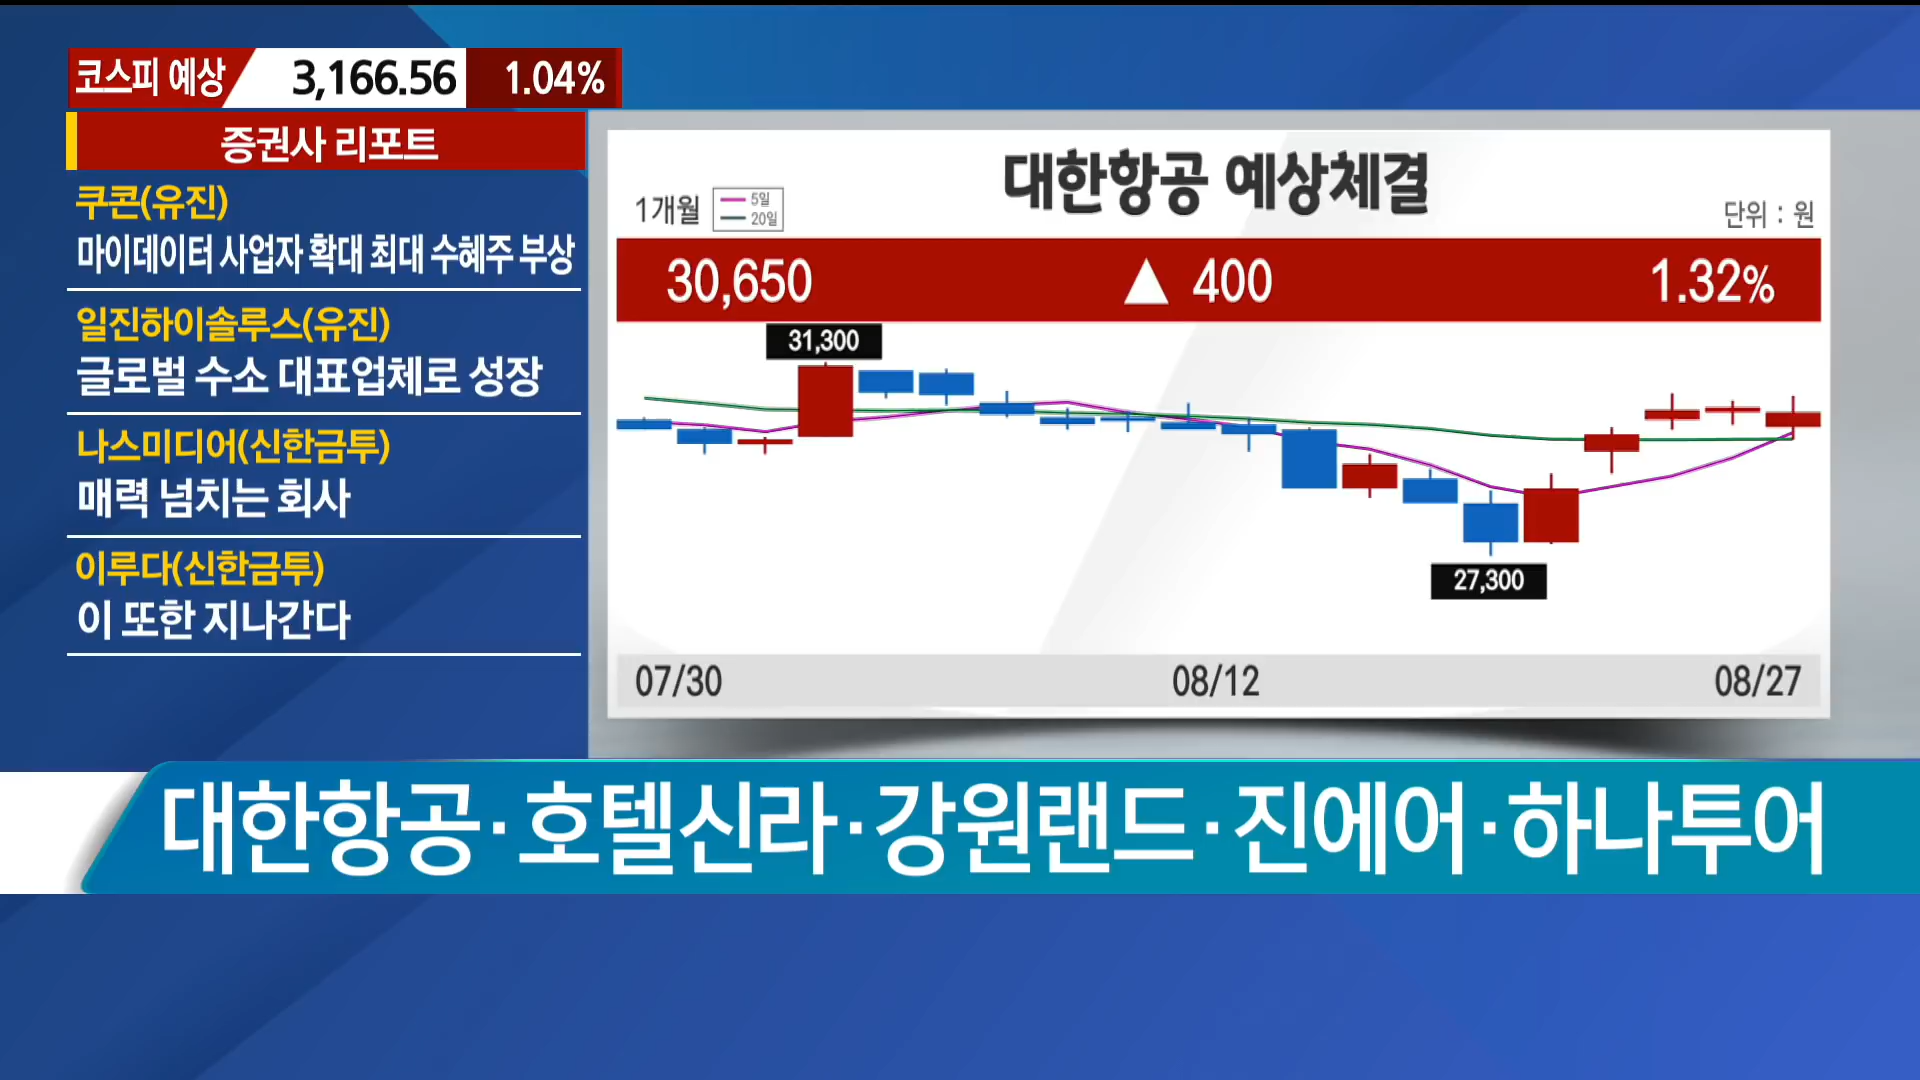 코스피 예상 3,166.56 1.04%
증권사 리포트
쿠콘(유진)
마이데이터 사업자 확대 최대 수혜주 부상
일진하이솔루스(유진)
글로벌 수소 대표업체로 성장
나스미디어(신한금투)
매력 넘치는 회사
이루다(신한금투)
이 또한 지나간다
대한항공 예상체결
1개월
5일
20일
단위 : 원
30,650 ▲ 400 1.32%
31,300
27,300
07/30 08/12 08/27
대한항공·호텔신라·강원랜드·진에어·하나투어